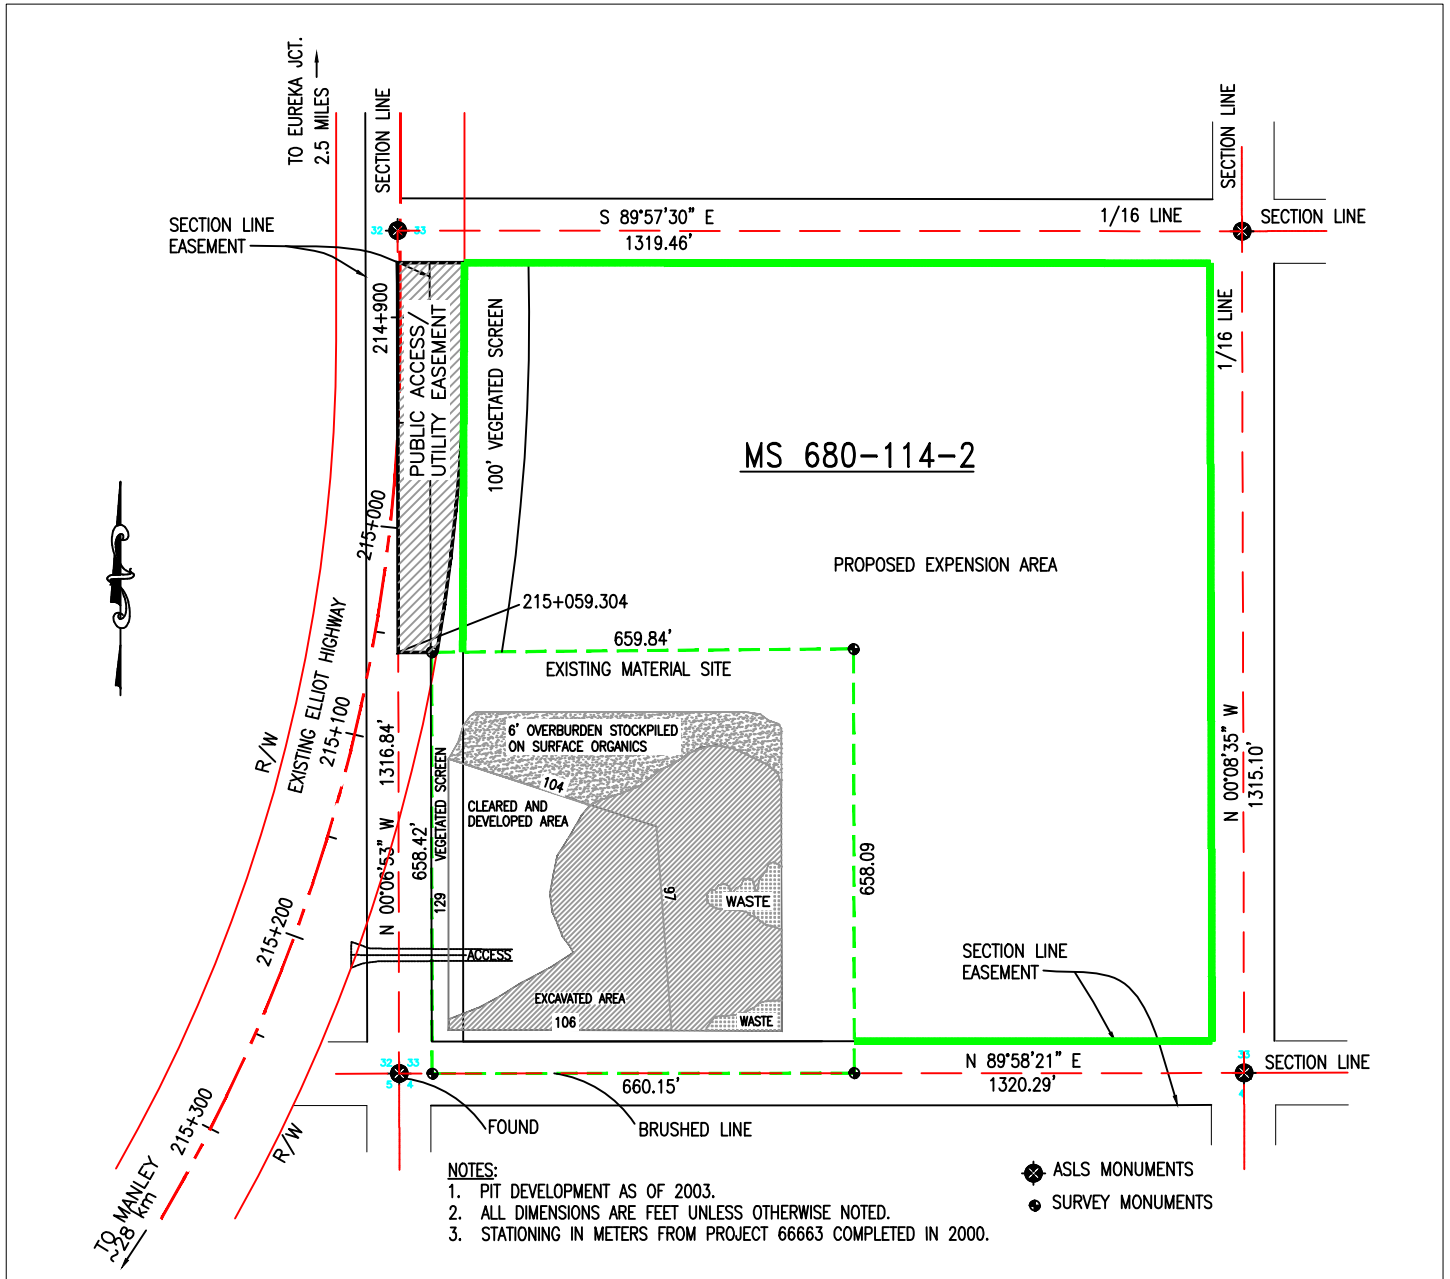 TO EUREKA JCT.
2.5 MILES
SECTION LINE
SECTION LINE
SECTION LINE
EASEMENT
32
33
S 89°57'30" E
1319.46'
1/16 LINE
SECTION LINE
214+900
PUBLIC ACCESS/
UTILITY EASEMENT
100' VEGETATED SCREEN
1/16 LINE
MS 680-114-2
PROPOSED EXPENSION AREA
215+000
215+059.304
659.84'
EXISTING MATERIAL SITE
EXISTING ELLIOT HIGHWAY
R/W
215+100
1316.84'
N 00°06'53" W
658.42'
129 VEGETATED SCREEN
6' OVERBURDEN STOCKPILED
ON SURFACE ORGANICS
104
CLEARED AND
DEVELOPED AREA
97
WASTE
658.09
N 00°08'35" W
1315.10'
215+200
ACCESS
EXCAVATED AREA
106
WASTE
SECTION LINE
EASEMENT
32
33
5
4
N 89°58'21" E
1320.29'
660.15'
33
4
SECTION LINE
215+300
R/W
FOUND
BRUSHED LINE
TO MANLEY
~28 km
NOTES:
1. PIT DEVELOPMENT AS OF 2003.
2. ALL DIMENSIONS ARE FEET UNLESS OTHERWISE NOTED.
3. STATIONING IN METERS FROM PROJECT 66663 COMPLETED IN 2000.
ASLS MONUMENTS
SURVEY MONUMENTS